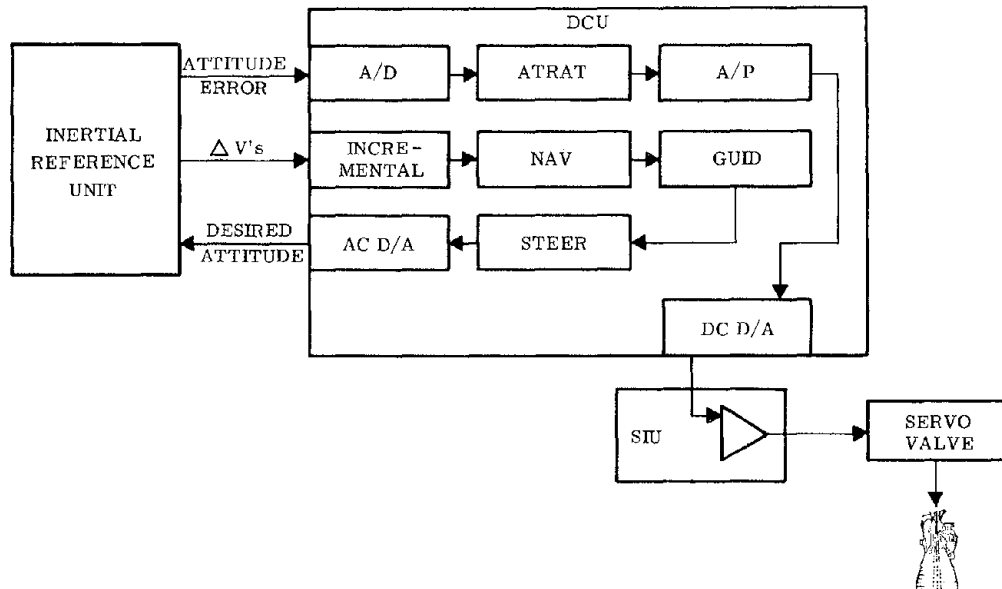 DCU
ATTITUDE
ERROR
A/D
ATRAT
A/P
INERTIAL
REFERENCE
UNIT
△ V's
INCRE-
MENTAL
NAV
GUID
DESIRED
ATTITUDE
AC D/A
STEER
DC D/A
SIU
SERVO
VALVE